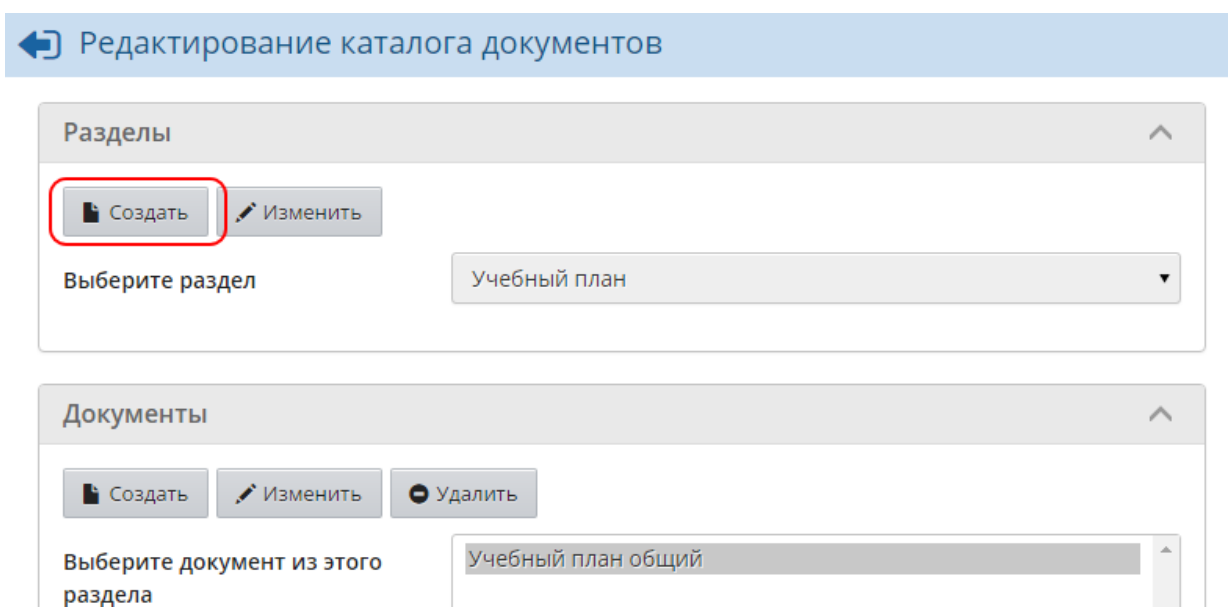 Редактирование каталога документов
Разделы
Создать Изменить
Выберите раздел Учебный план
Документы
Создать Изменить Удалить
Выберите документ из этого Учебный план общий
раздела